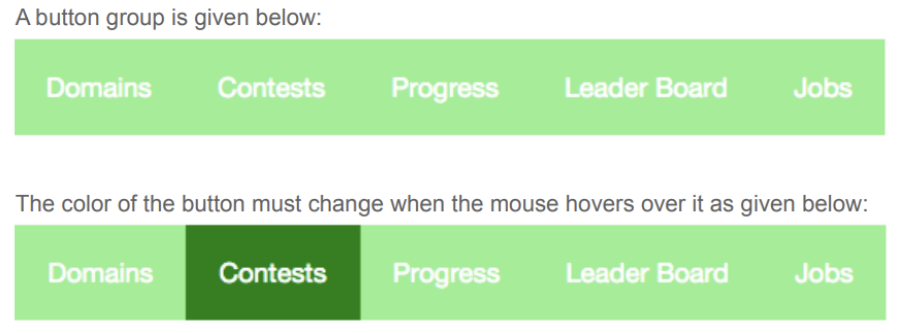 A button group is given below:
Domains Contests Progress Leader Board Jobs
The color of the button must change when the mouse hovers over it as given below:
Domains Contests Progress Leader Board Jobs